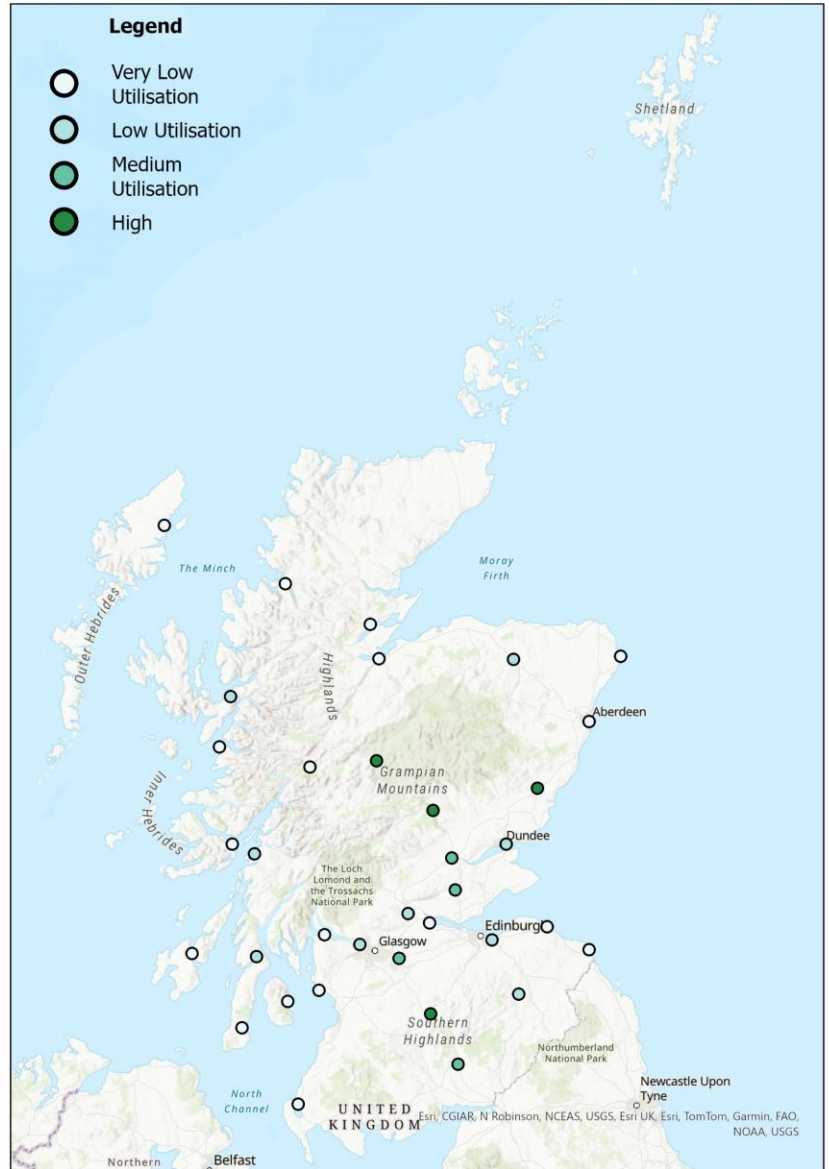 Legend
Very Low
Utilisation
Low Utilisation
Medium
Utilisation
High
Shetland
Moray
Firth
The Minch
Outer Hebrides
Highlands
Aberdeen
Grampian
Mountains
Inner Hebrides
Dundee
The Loch
Lomond and
the Trossachs
National Park
Edinburgh
Glasgow
Southern
Highlands
Northumberland
National Park
North
Channel
Newcastle Upon
Tyne
UNITED
KINGDOM
Esri, CGIAR, N Robinson, NCEAS, USGS, Esri UK, Esri, TomTom, Garmin, FAO,
NOAA, USGS
Northern
Belfast